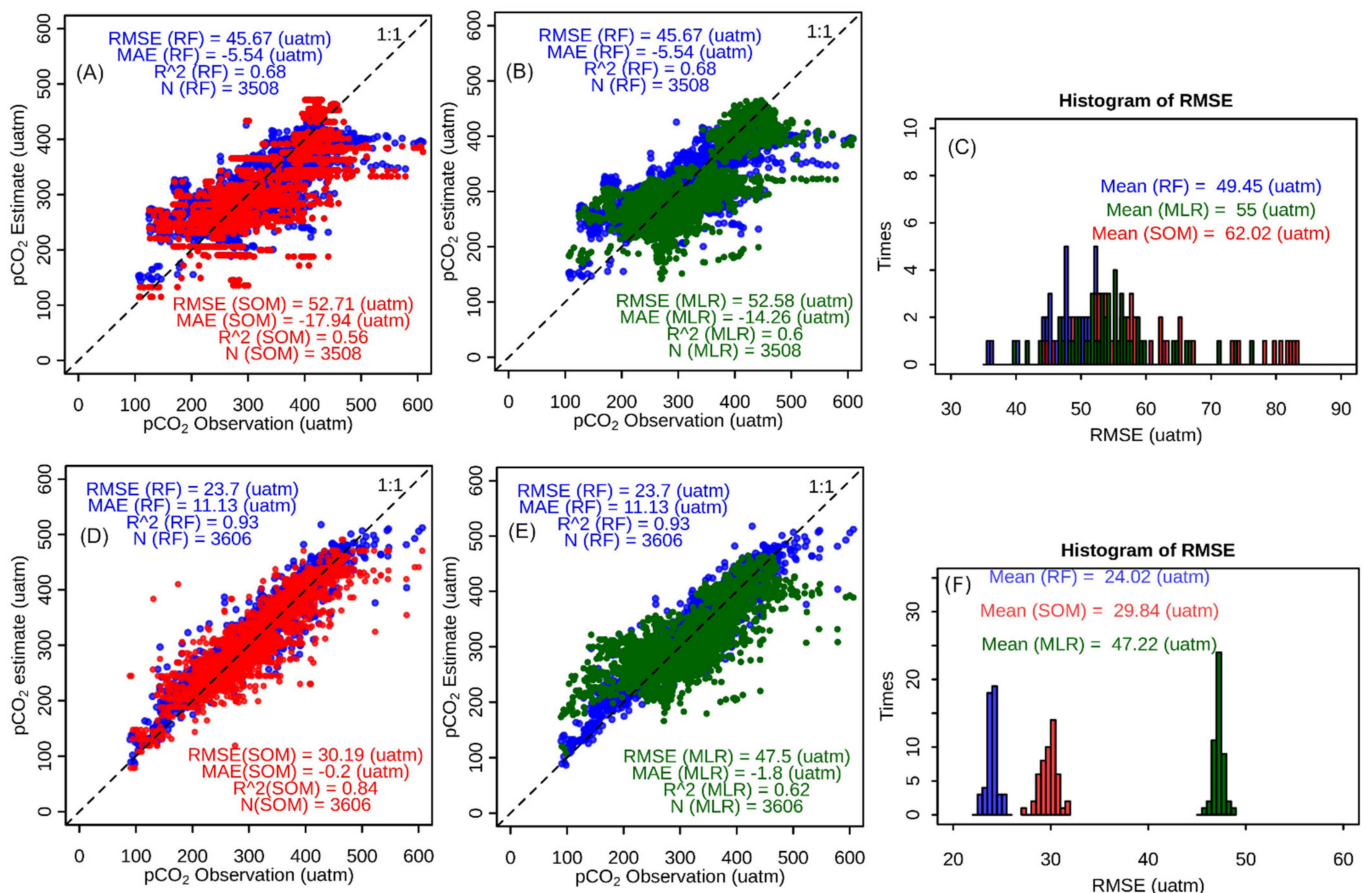 600
500
400
300
200
100
0
pCO₂ Estimate (uatm)
RMSE (RF) = 45.67 (uatm)
MAE (RF) = -5.54 (uatm)
R^2 (RF) = 0.68
N (RF) = 3508
1:1
(A)
RMSE (SOM) = 52.71 (uatm)
MAE (SOM) = -17.94 (uatm)
R^2 (SOM) = 0.56
N (SOM) = 3508
0 100 200 300 400 500 600
pCO₂ Observation (uatm)
600
500
400
300
200
100
0
pCO₂ estimate (uatm)
RMSE (RF) = 45.67 (uatm)
MAE (RF) = -5.54 (uatm)
R^2 (RF) = 0.68
N (RF) = 3508
1:1
(B)
RMSE (MLR) = 52.58 (uatm)
MAE (MLR) = -14.26 (uatm)
R^2 (MLR) = 0.6
N (MLR) = 3508
0 100 200 300 400 500 600
pCO₂ Observation (uatm)
Histogram of RMSE
10
8
6
4
2
0
Times
(C)
Mean (RF) = 49.45 (uatm)
Mean (MLR) = 55 (uatm)
Mean (SOM) = 62.02 (uatm)
30 40 50 60 70 80 90
RMSE (uatm)
600
500
400
300
200
100
0
pCO₂ estimate (uatm)
RMSE (RF) = 23.7 (uatm)
MAE (RF) = 11.13 (uatm)
R^2 (RF) = 0.93
N (RF) = 3606
1:1
(D)
RMSE(SOM) = 30.19 (uatm)
MAE(SOM) = -0.2 (uatm)
R^2(SOM) = 0.84
N(SOM) = 3606
0 100 200 300 400 500 600
pCO₂ Observation (uatm)
600
500
400
300
200
100
0
pCO₂ Estimate (uatm)
RMSE (RF) = 23.7 (uatm)
MAE (RF) = 11.13 (uatm)
R^2 (RF) = 0.93
N (RF) = 3606
1:1
(E)
RMSE (MLR) = 47.5 (uatm)
MAE (MLR) = -1.8 (uatm)
R^2 (MLR) = 0.62
N (MLR) = 3606
0 100 200 300 400 500 600
pCO₂ Observation (uatm)
Histogram of RMSE
30
20
10
5
0
Times
(F)
Mean (RF) = 24.02 (uatm)
Mean (SOM) = 29.84 (uatm)
Mean (MLR) = 47.22 (uatm)
20 30 40 50 60
RMSE (uatm)